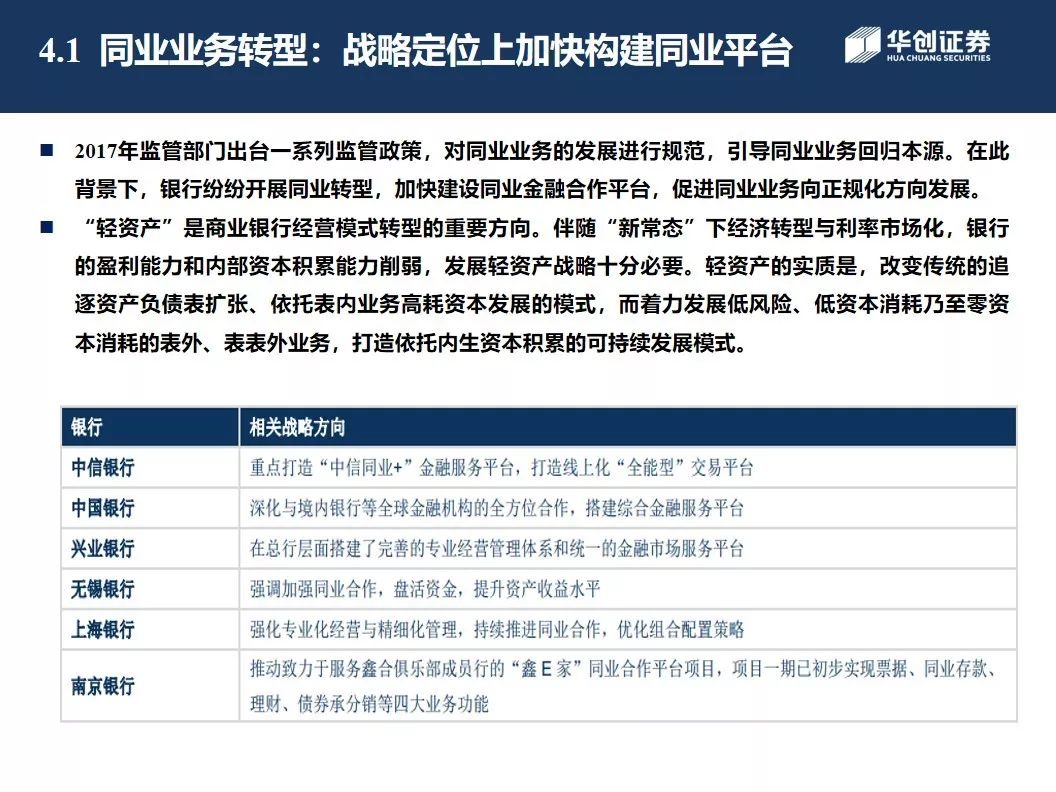 4.1 同业业务转型：战略定位上加快构建同业平台
华创证券
HUA CHUANG SECURITIES
2017年监管部门出台一系列监管政策，对同业业务的发展进行规范，引导同业业务回归本源。在此
背景下，银行纷纷开展同业转型，加快建设同业金融合作平台，促进同业业务向正规化方向发展。
“轻资产”是商业银行经营模式转型的重要方向。伴随“新常态”下经济转型与利率市场化，银行
的盈利能力和内部资本积累能力削弱，发展轻资产战略十分必要。轻资产的实质是，改变传统的追
逐资产负债表扩张、依托表内业务高耗资本发展的模式，而着力发展低风险、低资本消耗乃至零资
本消耗的表外、表表外业务，打造依托内生资本积累的可持续发展模式。
银行 相关战略方向
中信银行 重点打造“中信同业+”金融服务平台，打造线上化“全能型”交易平台
中国银行 深化与境内银行等全球金融机构的全方位合作，搭建综合金融服务平台
兴业银行 在总行层面搭建了完善的专业经营管理体系和统一的金融市场服务平台
无锡银行 强调加强同业合作，盘活资金，提升资产收益水平
上海银行 强化专业化经营与精细化管理，持续推进同业合作，优化组合配置策略
南京银行 推动致力于服务鑫合俱乐部成员行的“鑫 E 家”同业合作平台项目，项目一期已初步实现票据、同业存款、
理财、债券承分销等四大业务功能